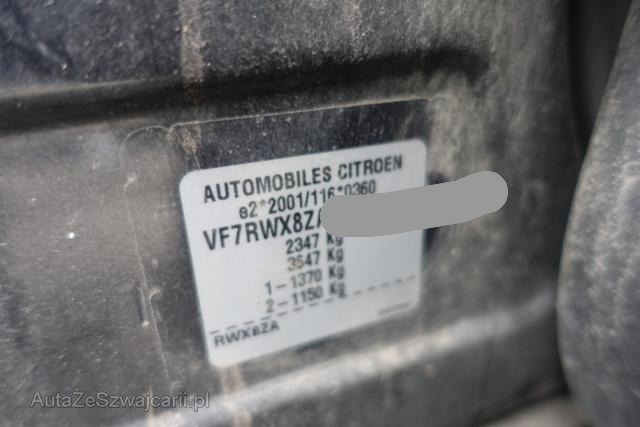 AUTOMOBILES CITROEN
e2*2001/116*0360
VF7RWX8ZA
2347 Kg
3547 Kg
1-1370 Kg
2-1150 Kg
RWX8ZA
AutaZeSzwajcarii.pl